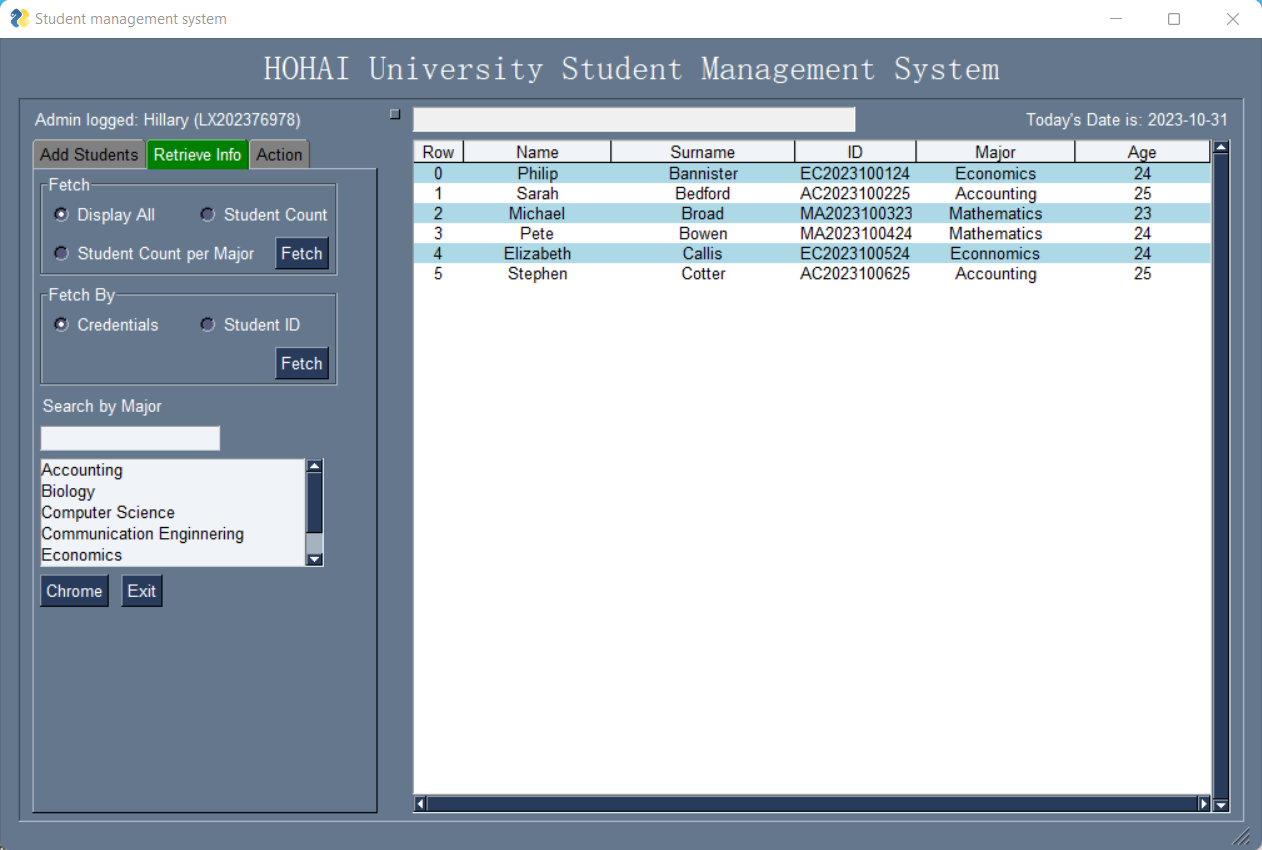 Student management system
HOHAI University Student Management System
Admin logged: Hillary (LX202376978)
Today's Date is: 2023-10-31
Add Students Retrieve Info Action
Fetch
Display All Student Count
Student Count per Major Fetch
Fetch By
Credentials Student ID
Fetch
Search by Major
Accounting
Biology
Computer Science
Communication Enginnering
Economics
Chrome Exit
Row Name Surname ID Major Age
0 Philip Bannister EC2023100124 Economics 24
1 Sarah Bedford AC2023100225 Accounting 25
2 Michael Broad MA2023100323 Mathematics 23
3 Pete Bowen MA2023100424 Mathematics 24
4 Elizabeth Callis EC2023100524 Econnomics 24
5 Stephen Cotter AC2023100625 Accounting 25